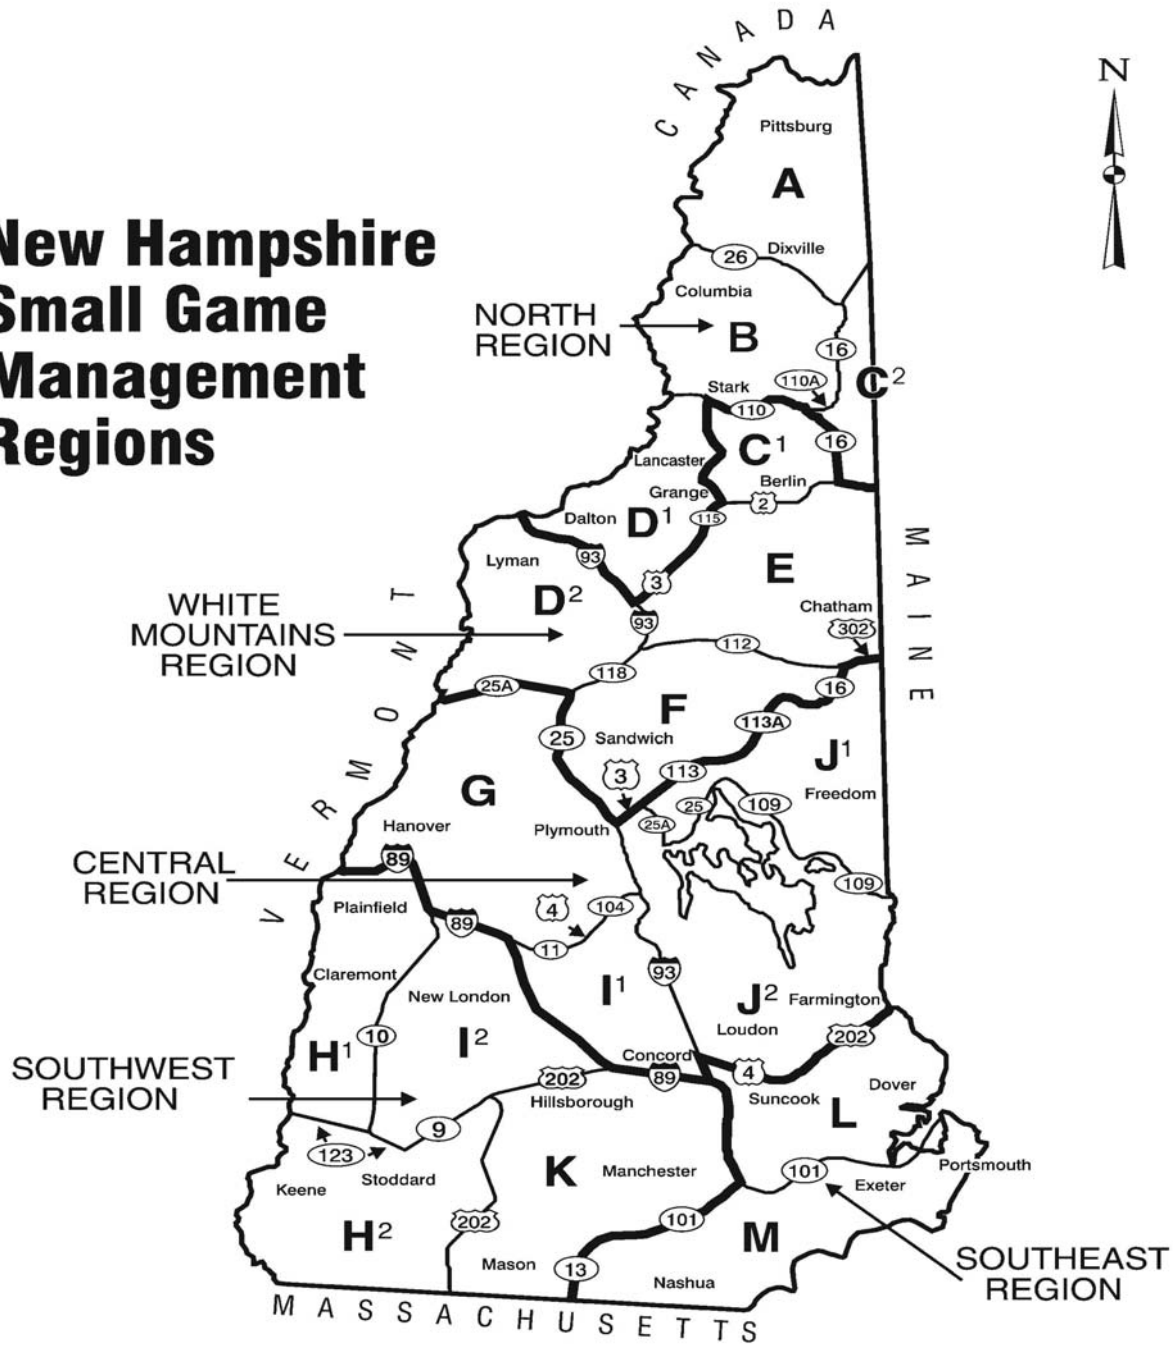 CANADA
N
Pittsburg
A
New Hampshire
Small Game
Management
Regions
26
Dixville
Columbia
NORTH
REGION
B
16
Stark
110A
C2
110
C1
16
Lancaster
Berlin
Grange
2
Dalton
D1
115
93
Lyman
E
MAINE
3
D2
Chatham
WHITE
MOUNTAINS
REGION
93
302
112
118
VERMONT
25A
16
F
113A
25
Sandwich
J1
3
113
G
Freedom
25
109
Hanover
Plymouth
25A
89
CENTRAL
REGION
109
Plainfield
4
104
89
11
Claremont
93
New London
I1
J2
Farmington
Loudon
10
202
H1
I2
Concord
SOUTHWEST
REGION
202
89
4
Dover
Hillsborough
Suncook
L
9
123
Stoddard
K
Manchester
101
Portsmouth
Keene
Exeter
202
101
H2
M
Mason
13
SOUTHEAST
REGION
Nashua
MASSACHUSETTS